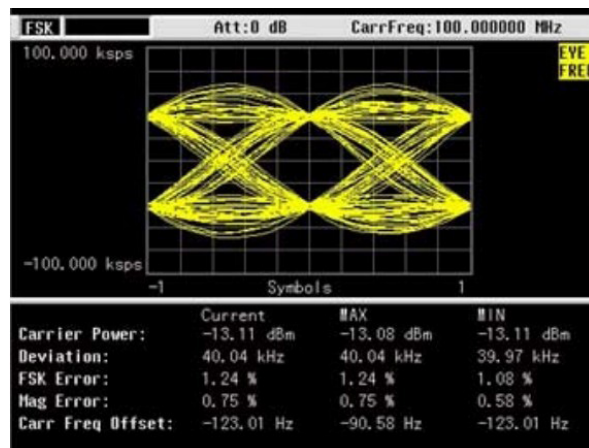 FSK Att:0 dB CarrFreq:100.000000 MHz
100.000 ksps
EYE
-100.000 ksps
-1 Symbols 1
Current MAX MIN
Carrier Power: -13.11 dBm -13.08 dBm -13.11 dBm
Deviation: 40.04 kHz 40.04 kHz 39.97 kHz
FSK Error: 1.24 % 1.24 % 1.08 %
Mag Error: 0.75 % 0.75 % 0.58 %
Carr Freq Offset: -123.01 Hz -90.58 Hz -123.01 Hz